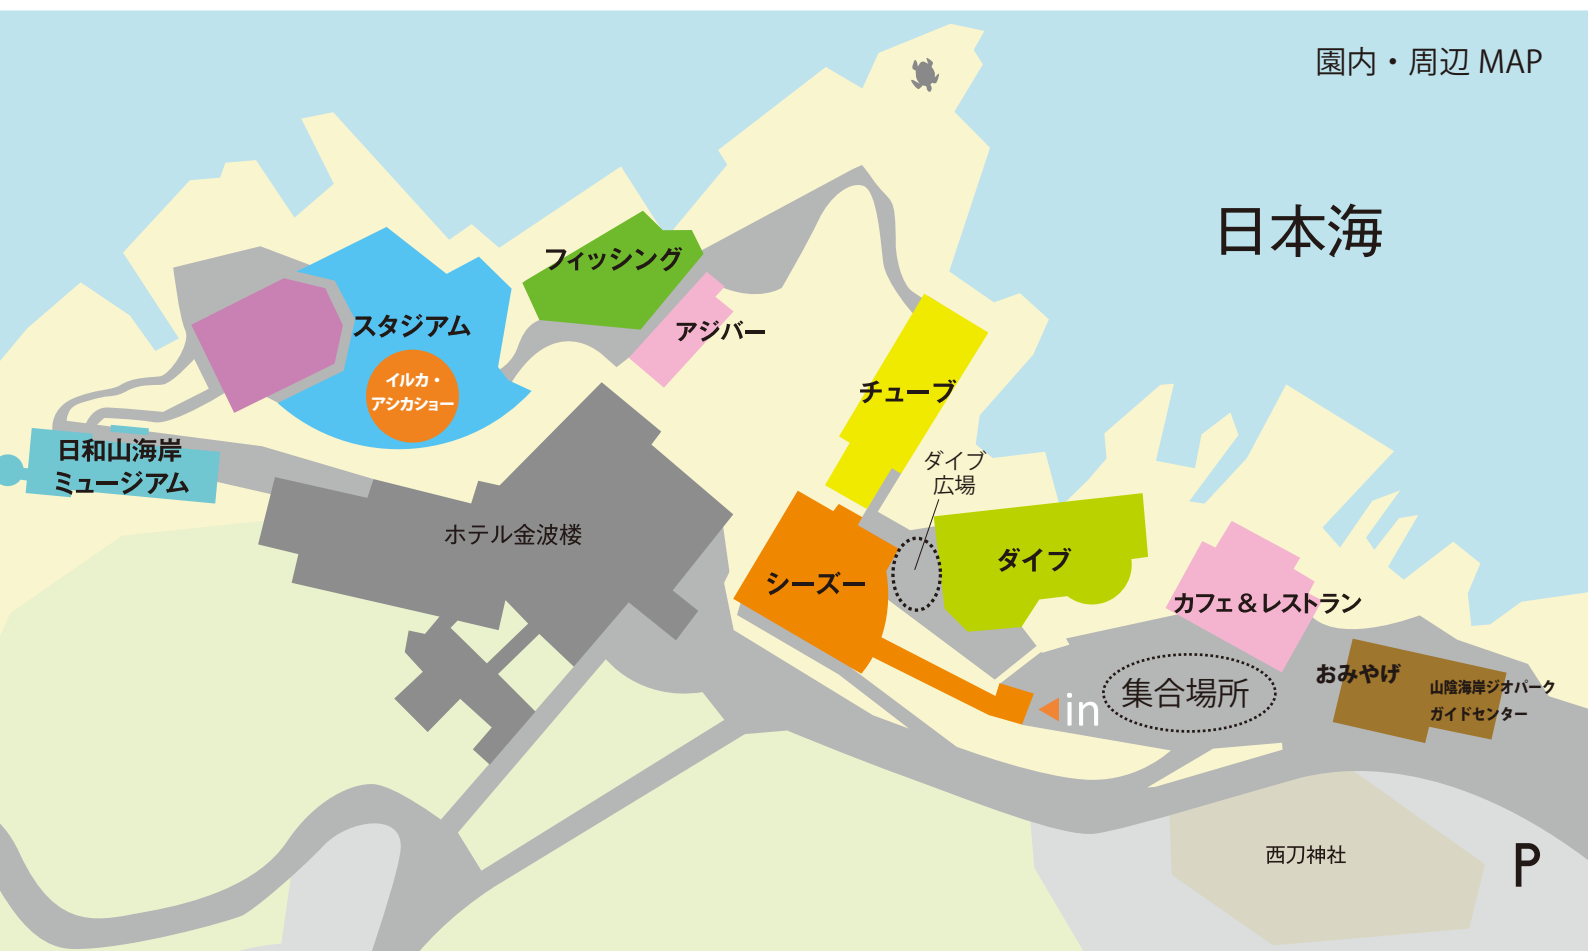 園内・周辺 MAP
日本海
フィッシング
スタジアム
アジバー
イルカ・
アシカショー
チューブ
日和山海岸
ミュージアム
ダイブ
広場
ホテル金波楼
ダイブ
シーズー
カフェ＆レストラン
おみやげ
山陰海岸ジオパーク
ガイドセンター
集合場所
in
西刀神社
P